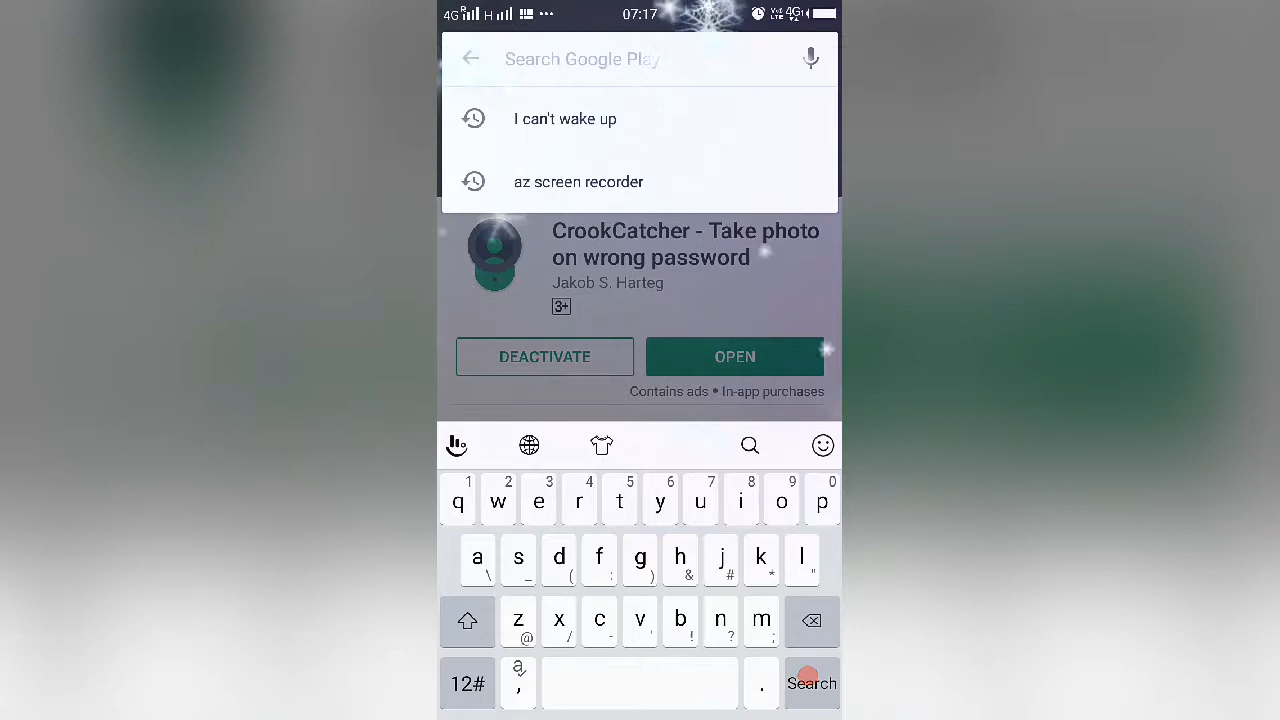 4G R H ... 07:17 VoLTE 4G
Search Google Play
I can't wake up
az screen recorder
CrookCatcher - Take photo
on wrong password
Jakob S. Harteg
3+
DEACTIVATE OPEN
Contains ads • In-app purchases
1 2 3 4 5 6 7 8 9 0
q w e r t y u i o p
a s d f g h j k l
\ _ ( : ) & # * "
z x c v b n m
@ / - ' ! ? ;
12# a , . Search